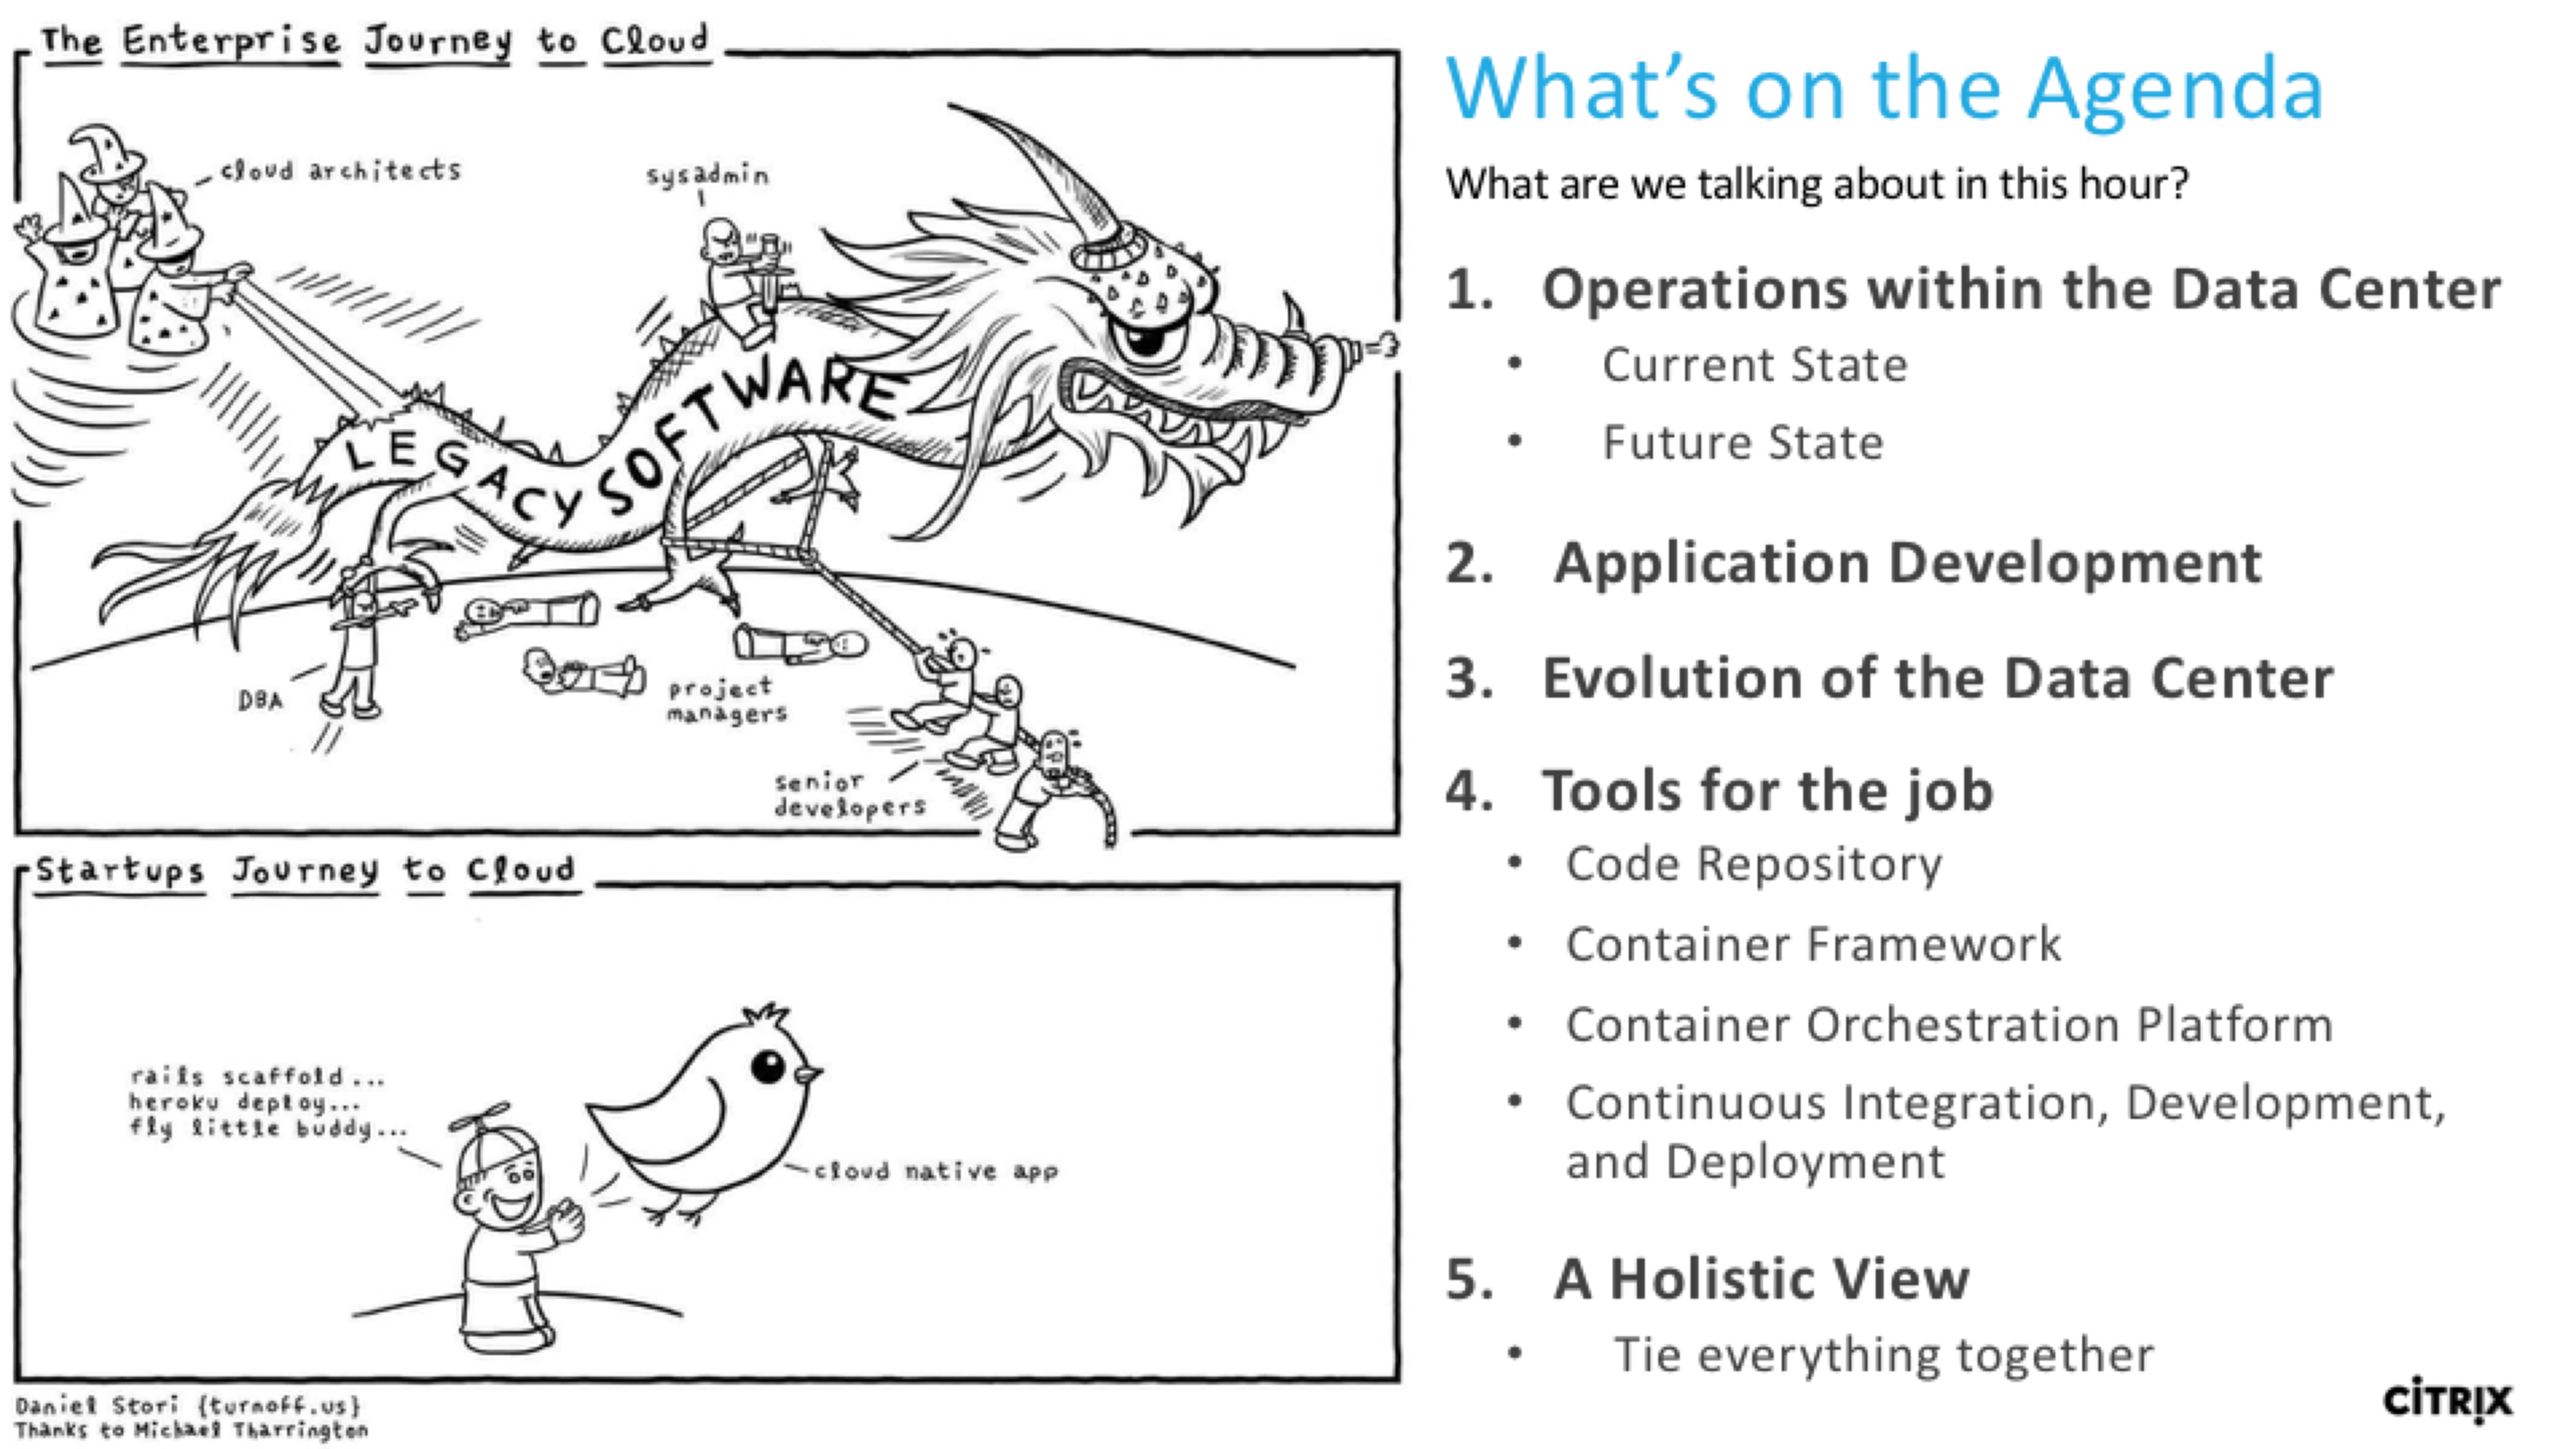 The Enterprise Journey to Cloud
cloud architects
sysadmin
LEGACY SOFTWARE
DBA
project
managers
senior
developers
Startups Journey to Cloud
rails scaffold...
heroku deploy...
fly little buddy...
cloud native app
Daniel Stori {turnoff.us}
Thanks to Michael Tharrington
What's on the Agenda
What are we talking about in this hour?
1. Operations within the Data Center
• Current State
• Future State
2. Application Development
3. Evolution of the Data Center
4. Tools for the job
• Code Repository
• Container Framework
• Container Orchestration Platform
• Continuous Integration, Development,
and Deployment
5. A Holistic View
• Tie everything together
CITRIX